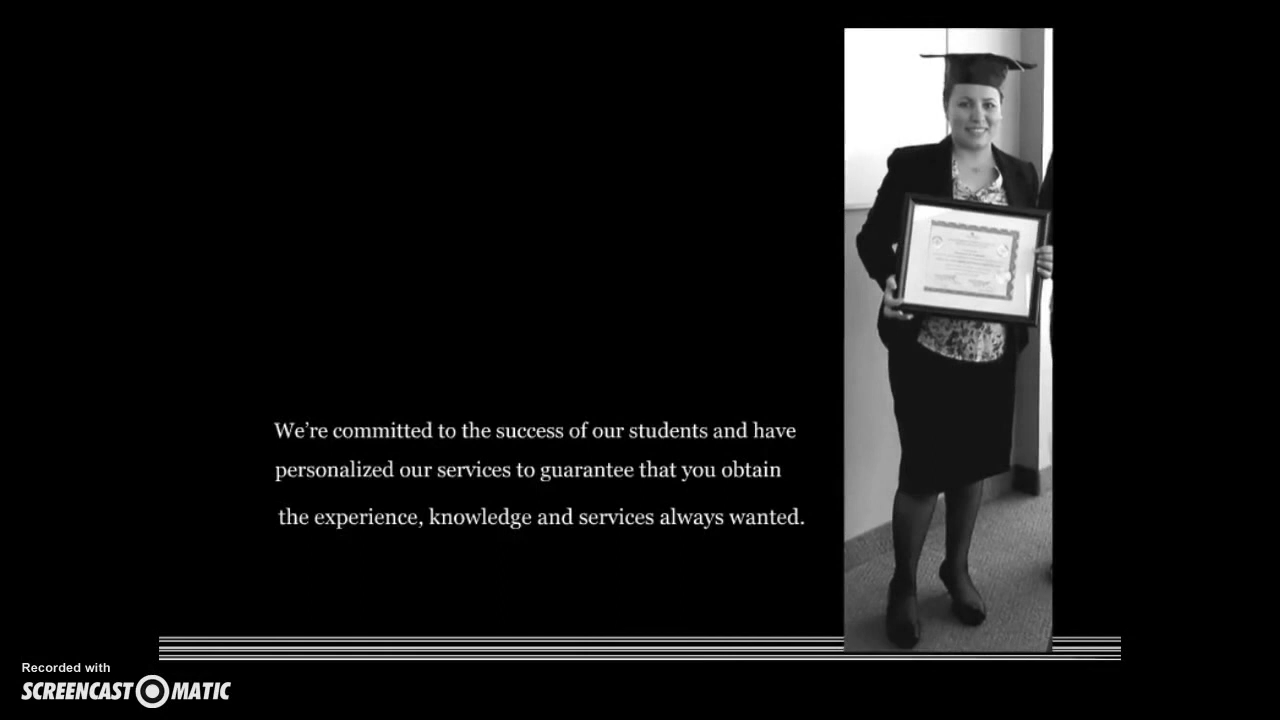 We're committed to the success of our students and have
personalized our services to guarantee that you obtain
the experience, knowledge and services always wanted.
Recorded with
SCREENCAST MATIC